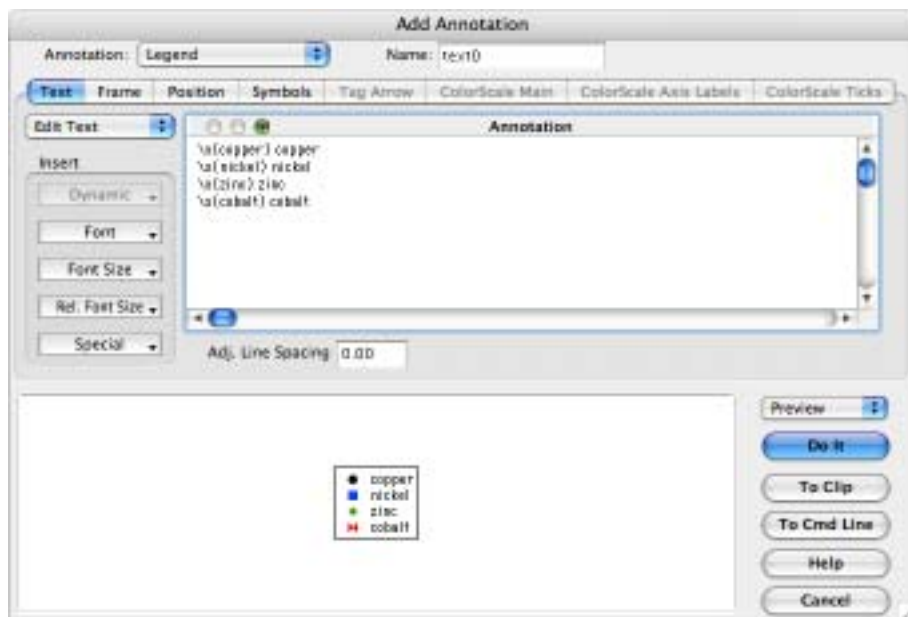 Add Annotation
Annotation: Legend Name: text0
Text Frame Position Symbols Tag Arrow ColorScale Main ColorScale Axis Labels ColorScale Ticks
Edit Text
Annotation
\s(copper) copper
\s(nickel) nickel
\s(zinc) zinc
\s(cobalt) cobalt
Insert
Dynamic
Font
Font Size
Rel. Font Size
Special
Adj. Line Spacing 0.00
copper
nickel
zinc
cobalt
Preview
Do It
To Clip
To Cmd Line
Help
Cancel